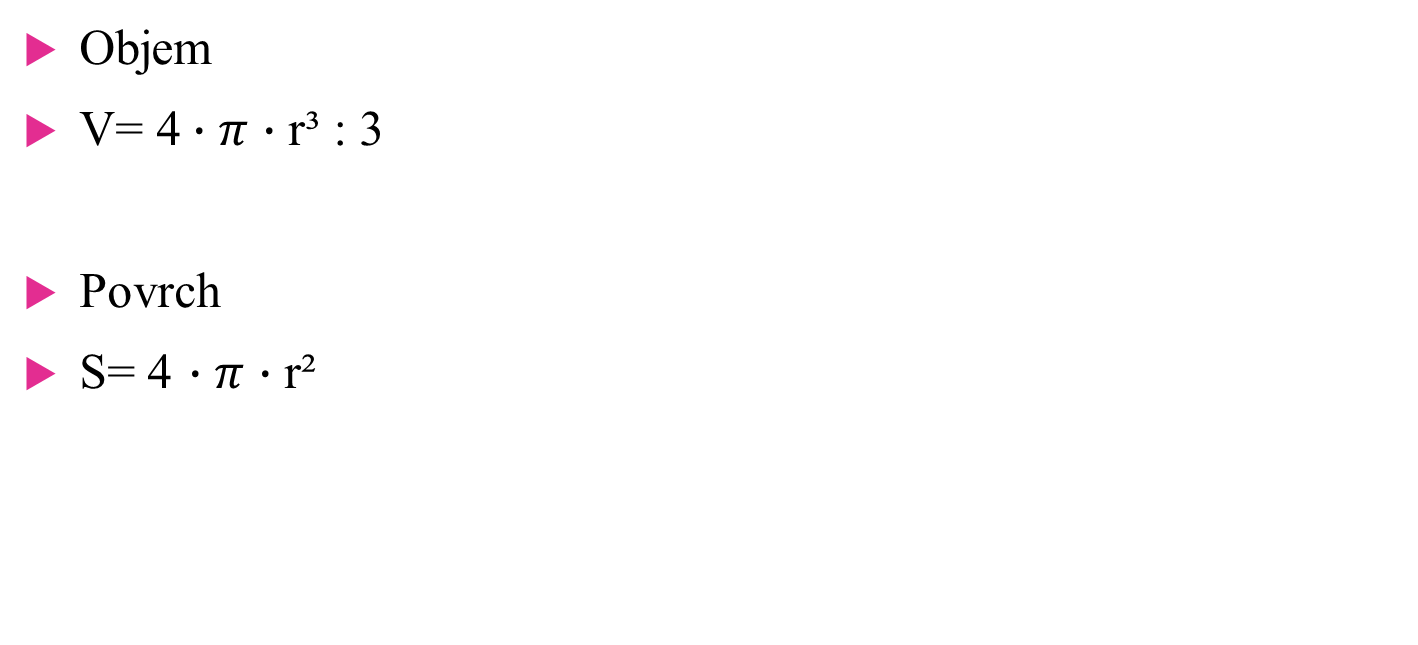 Objem
V= 4 · 𝜋 · r³ : 3
Povrch
S= 4 · 𝜋 · r²